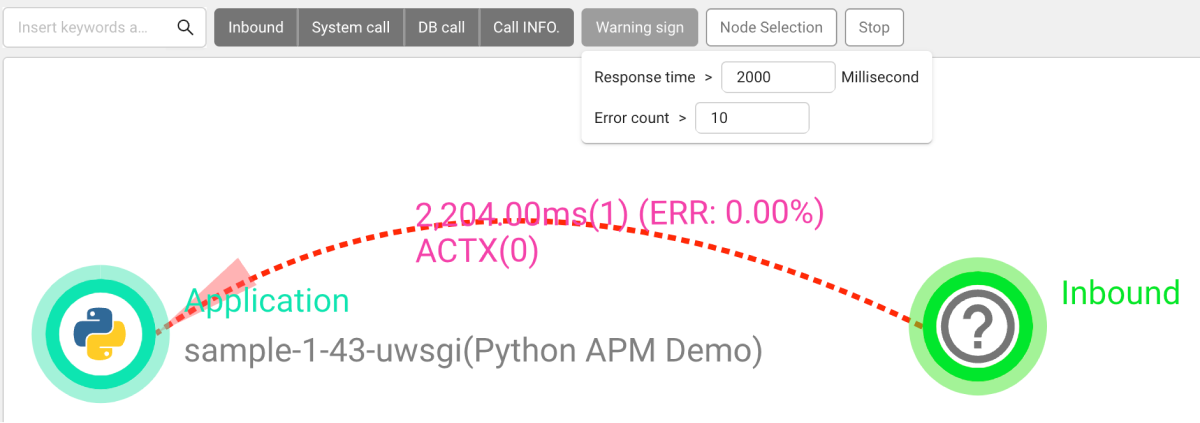 Insert keywords a...
Inbound
System call
DB call
Call INFO.
Warning sign
Node Selection
Stop
Response time > 2000 Millisecond
Error count > 10
2,204.00ms(1) (ERR: 0.00%)
ACTX(0)
Application
sample-1-43-uwsgi(Python APM Demo)
?
Inbound